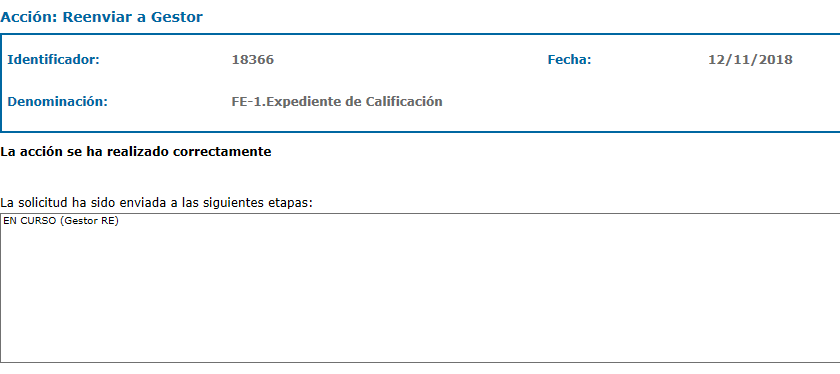 Acción: Reenviar a Gestor
Identificador: 18366 Fecha: 12/11/2018
Denominación: FE-1.Expediente de Calificación
La acción se ha realizado correctamente
La solicitud ha sido enviada a las siguientes etapas:
EN CURSO (Gestor RE)